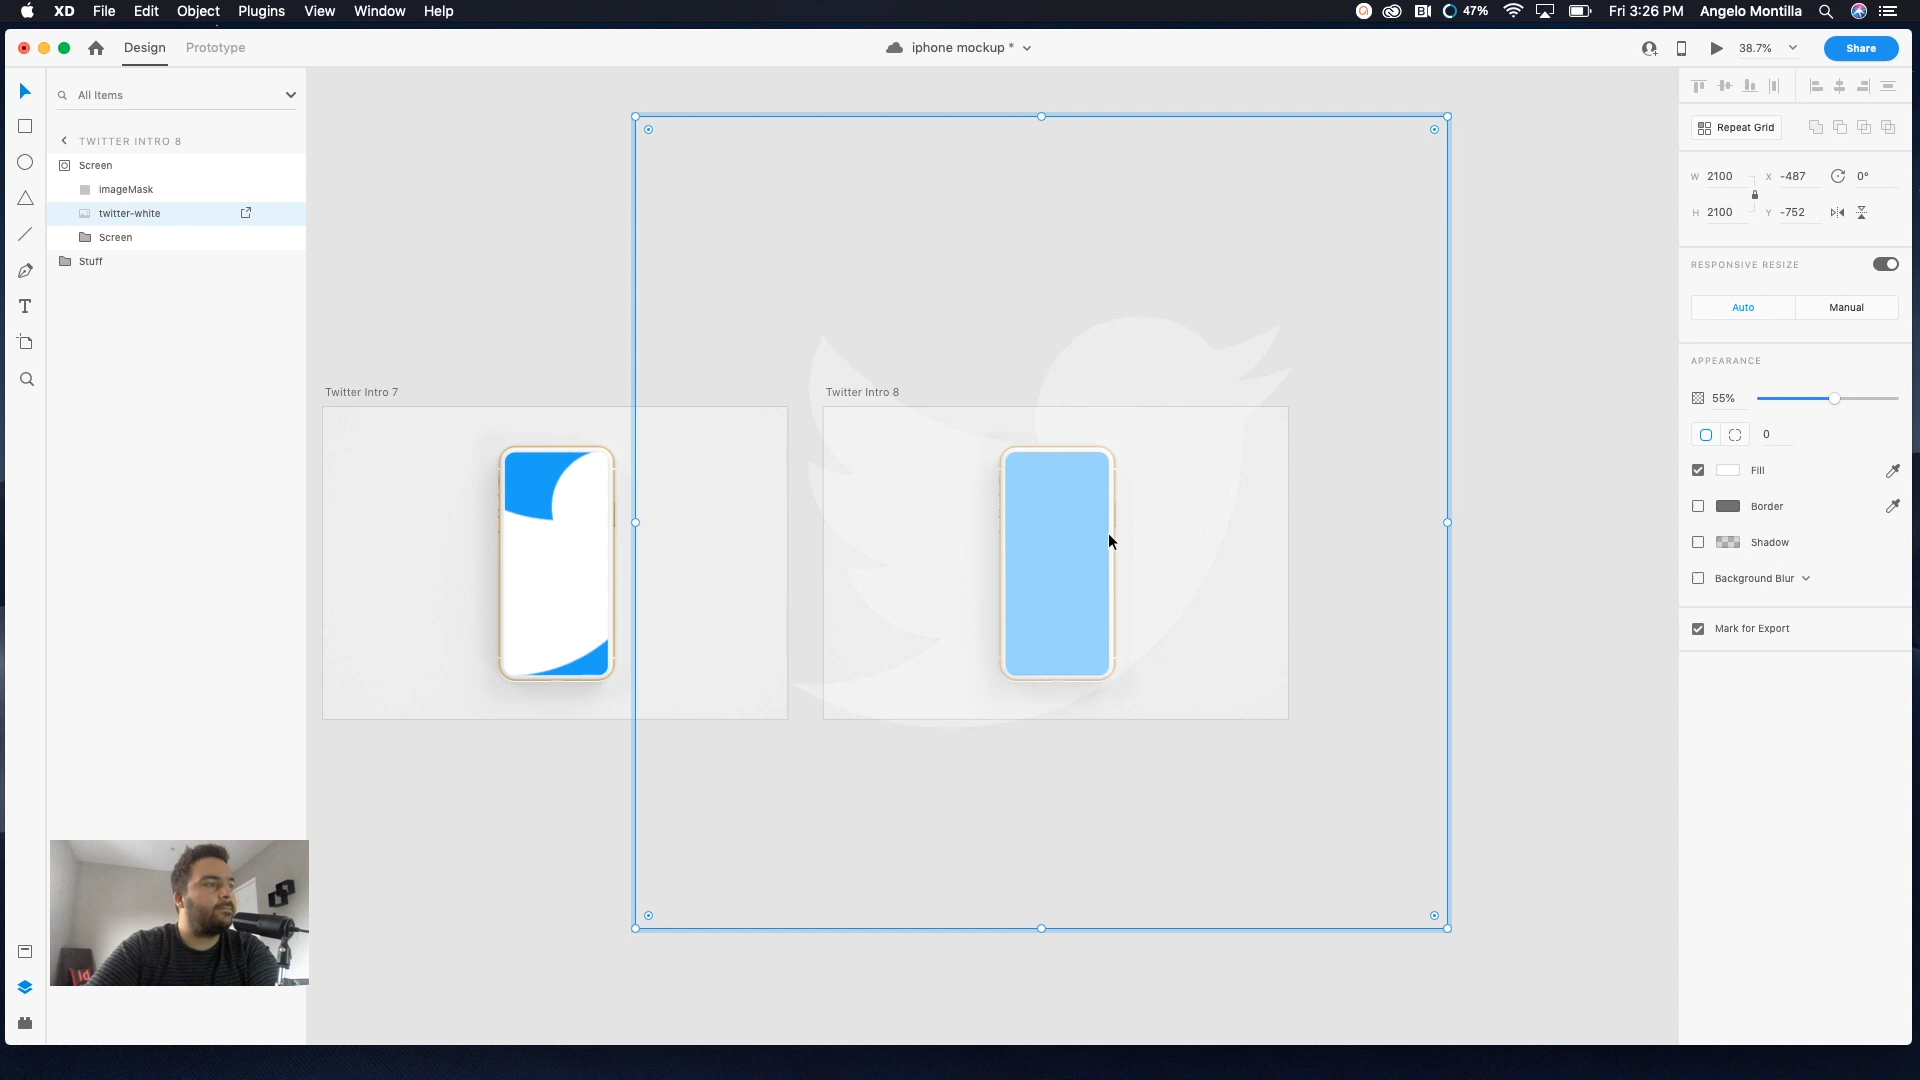 XD File Edit Object Plugins View Window Help
47% Fri 3:26 PM Angelo Montilla
Design Prototype
iphone mockup *
38.7%
Share
All Items
TWITTER INTRO 8
Screen
imageMask
twitter-white
Screen
Stuff
Twitter Intro 7
Twitter Intro 8
Repeat Grid
W 2100 X -487 0°
H 2100 Y -752
RESPONSIVE RESIZE
Auto Manual
APPEARANCE
55%
0
Fill
Border
Shadow
Background Blur
Mark for Export
Id